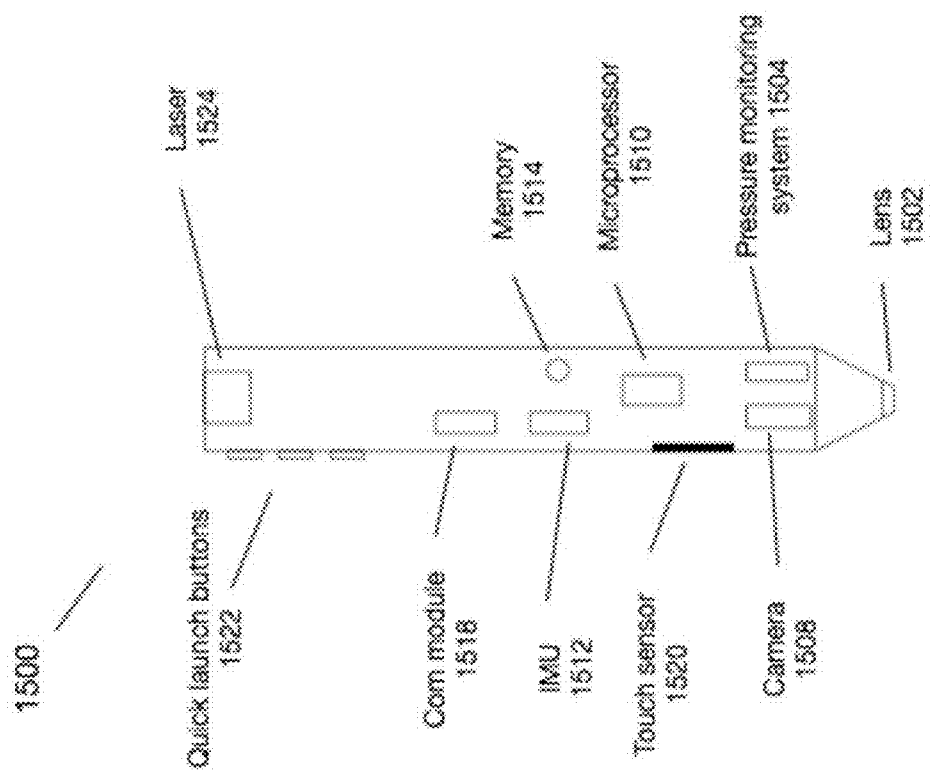 1500
Quick launch buttons
1522
Com module
1518
IMU
1512
Touch sensor
1520
Camera
1508
Laser
1524
Memory
1514
Microprocessor
1510
Pressure monitoring
system 1504
Lens
1502